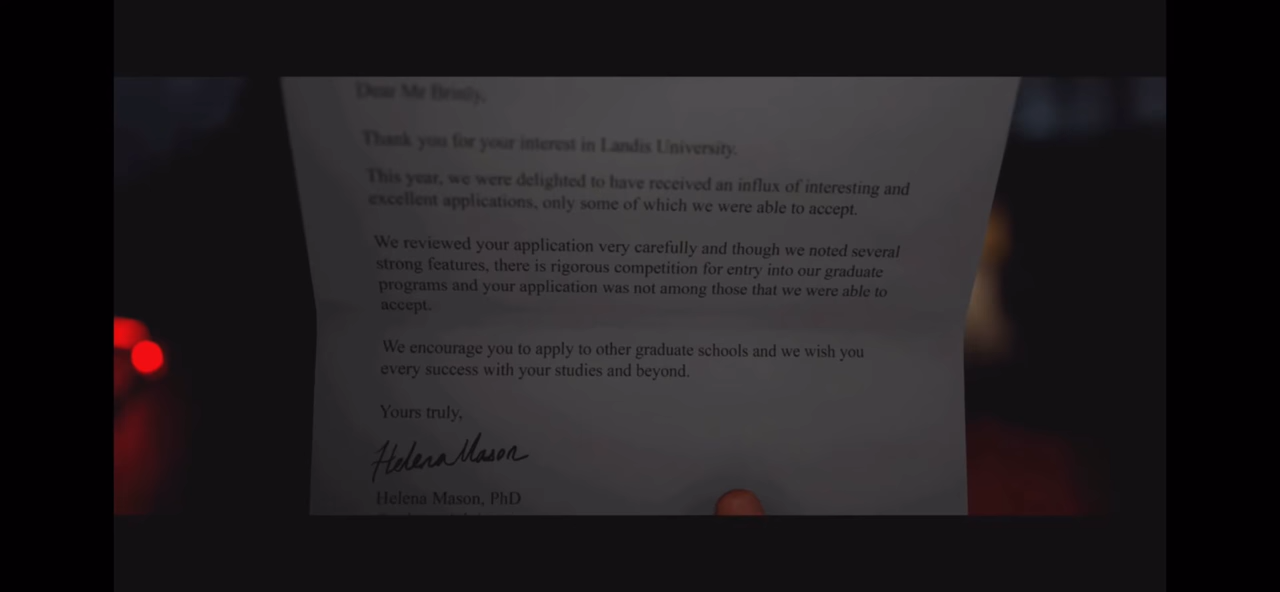 Dear Mr Brinly,
Thank you for your interest in Landis University.
This year, we were delighted to have received an influx of interesting and
excellent applications, only some of which we were able to accept.
We reviewed your application very carefully and though we noted several
strong features, there is rigorous competition for entry into our graduate
programs and your application was not among those that we were able to
accept.
We encourage you to apply to other graduate schools and we wish you
every success with your studies and beyond.
Yours truly,
Helena Mason
Helena Mason, PhD